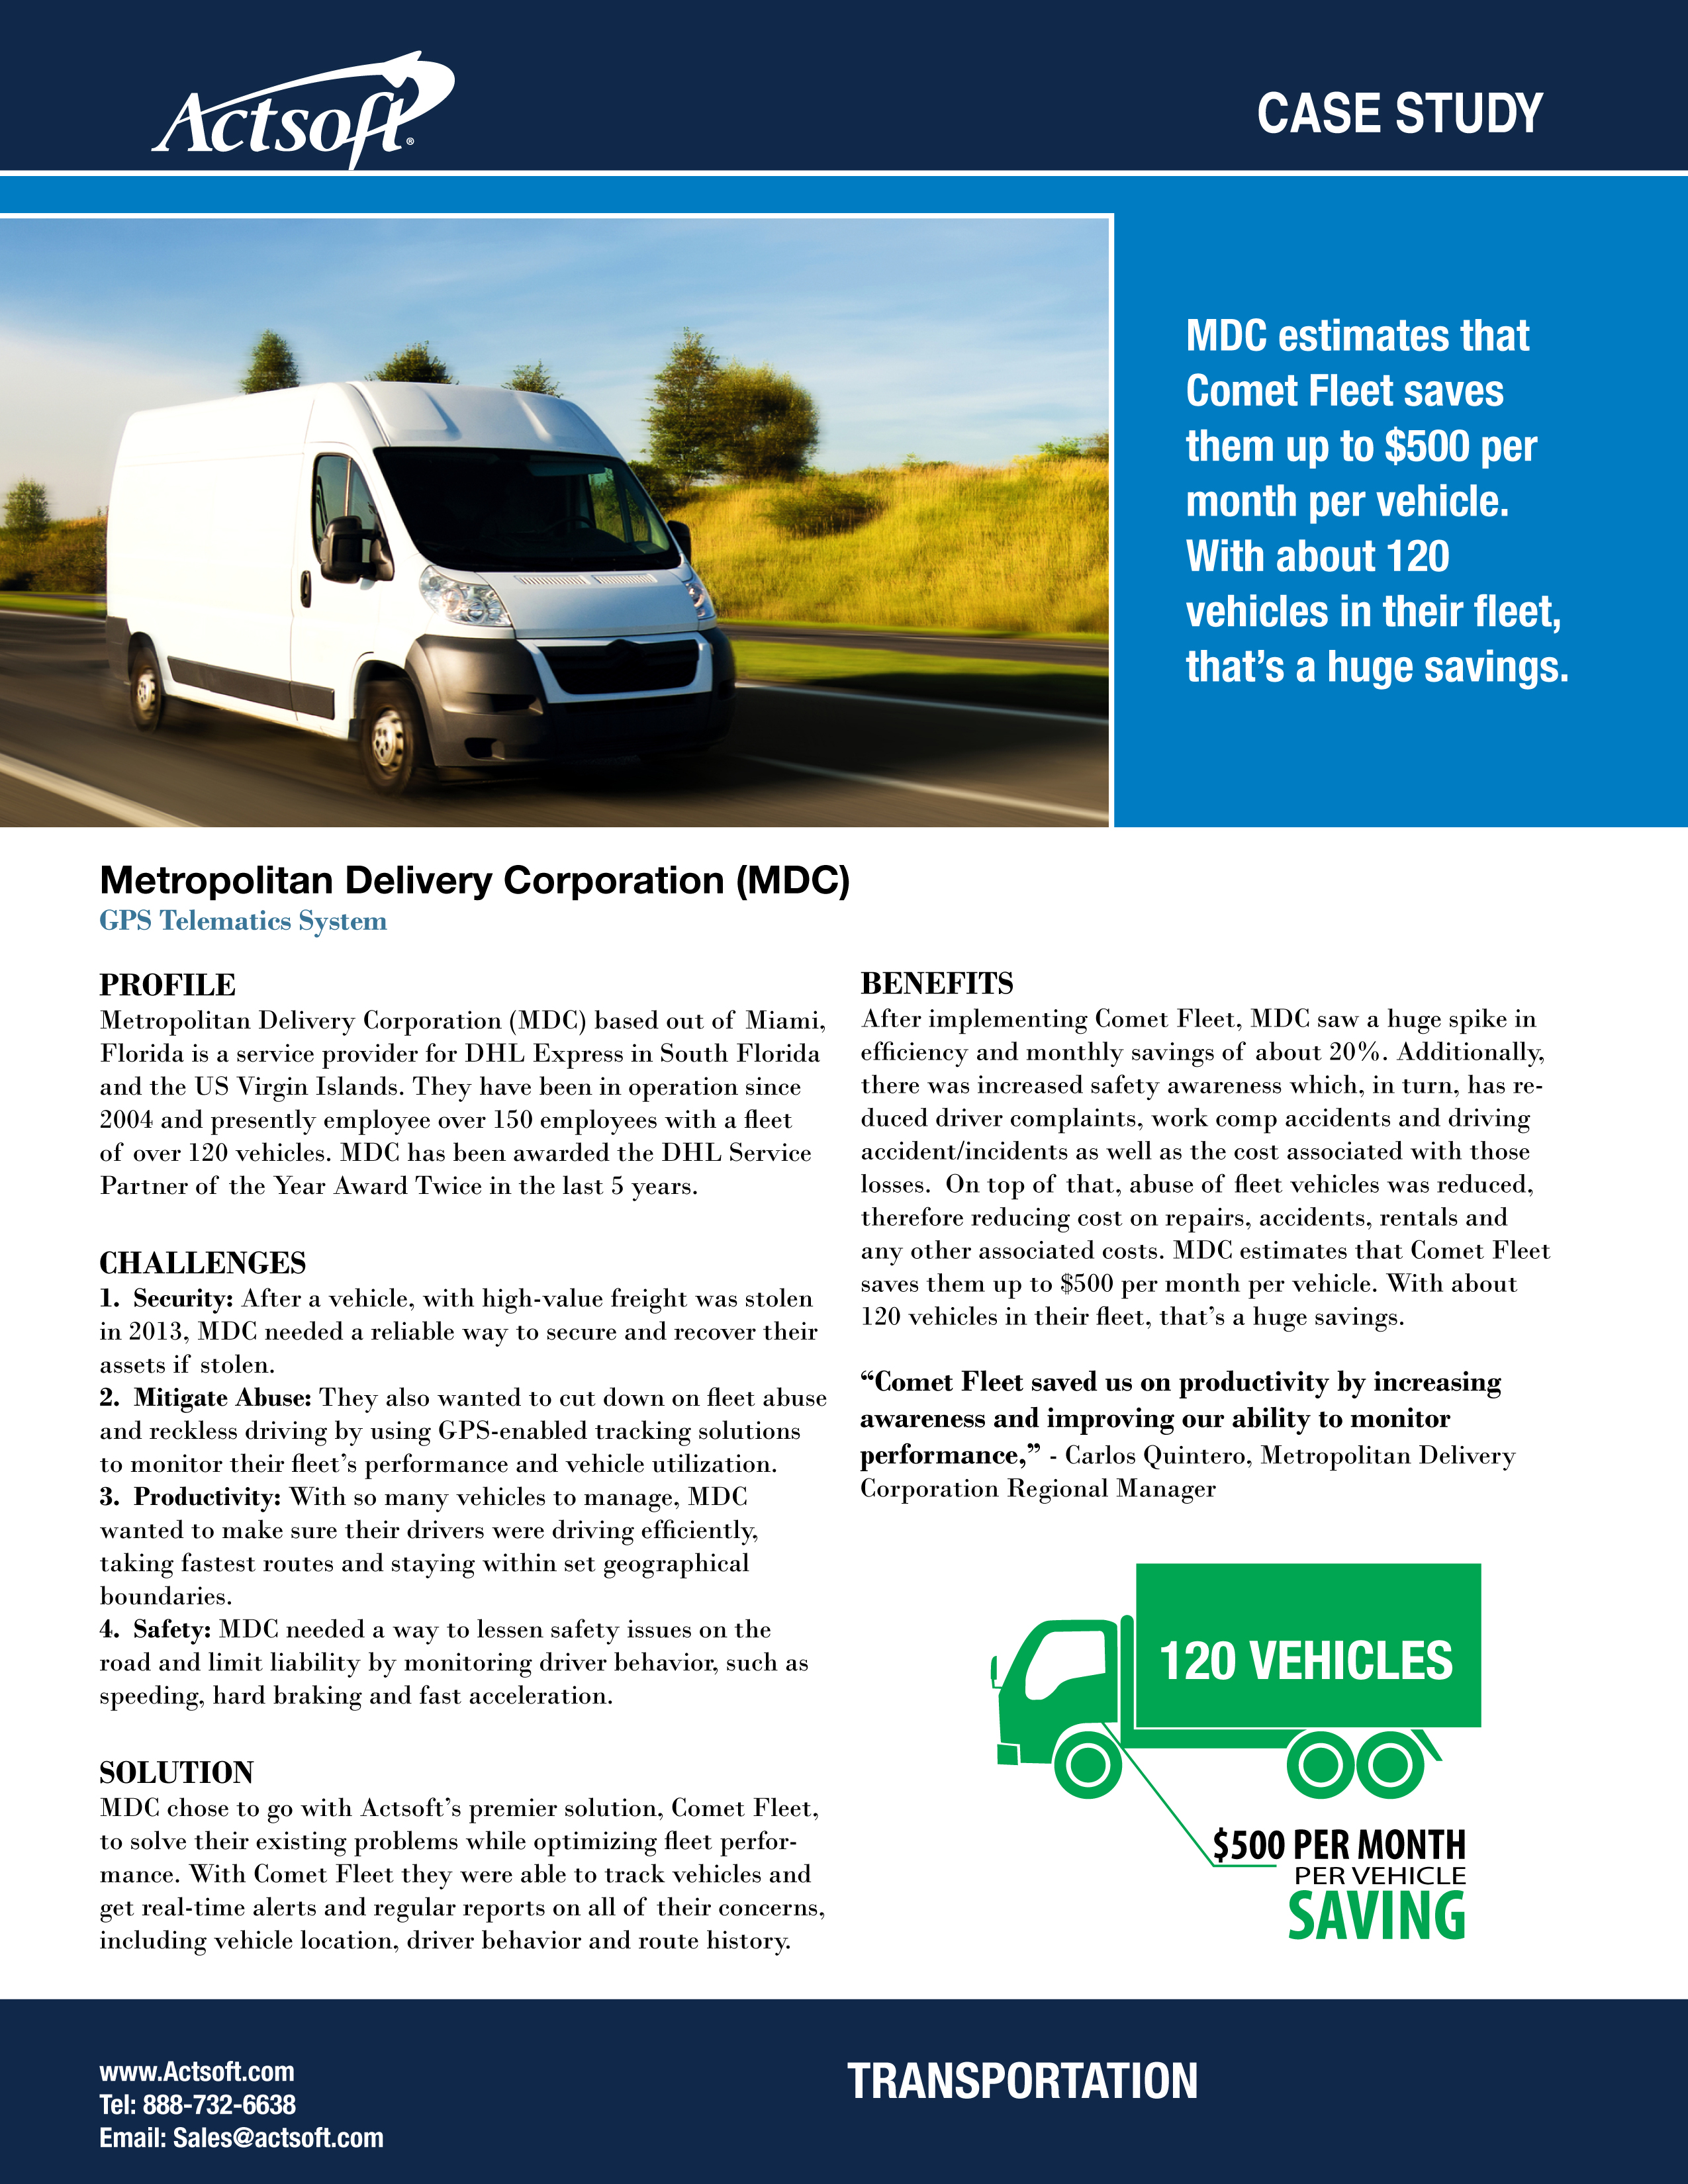 Actsoft®
CASE STUDY
MDC estimates that
Comet Fleet saves
them up to $500 per
month per vehicle.
With about 120
vehicles in their fleet,
that's a huge savings.
Metropolitan Delivery Corporation (MDC)
GPS Telematics System
PROFILE
Metropolitan Delivery Corporation (MDC) based out of Miami,
Florida is a service provider for DHL Express in South Florida
and the US Virgin Islands. They have been in operation since
2004 and presently employee over 150 employees with a fleet
of over 120 vehicles. MDC has been awarded the DHL Service
Partner of the Year Award Twice in the last 5 years.
CHALLENGES
1. Security: After a vehicle, with high-value freight was stolen
in 2013, MDC needed a reliable way to secure and recover their
assets if stolen.
2. Mitigate Abuse: They also wanted to cut down on fleet abuse
and reckless driving by using GPS-enabled tracking solutions
to monitor their fleet's performance and vehicle utilization.
3. Productivity: With so many vehicles to manage, MDC
wanted to make sure their drivers were driving efficiently,
taking fastest routes and staying within set geographical
boundaries.
4. Safety: MDC needed a way to lessen safety issues on the
road and limit liability by monitoring driver behavior, such as
speeding, hard braking and fast acceleration.
SOLUTION
MDC chose to go with Actsoft's premier solution, Comet Fleet,
to solve their existing problems while optimizing fleet perfor-
mance. With Comet Fleet they were able to track vehicles and
get real-time alerts and regular reports on all of their concerns,
including vehicle location, driver behavior and route history.
BENEFITS
After implementing Comet Fleet, MDC saw a huge spike in
efficiency and monthly savings of about 20%. Additionally,
there was increased safety awareness which, in turn, has re-
duced driver complaints, work comp accidents and driving
accident/incidents as well as the cost associated with those
losses. On top of that, abuse of fleet vehicles was reduced,
therefore reducing cost on repairs, accidents, rentals and
any other associated costs. MDC estimates that Comet Fleet
saves them up to $500 per month per vehicle. With about
120 vehicles in their fleet, that's a huge savings.
“Comet Fleet saved us on productivity by increasing
awareness and improving our ability to monitor
performance,” - Carlos Quintero, Metropolitan Delivery
Corporation Regional Manager
120 VEHICLES
$500 PER MONTH
PER VEHICLE
SAVING
www.Actsoft.com
Tel: 888-732-6638
Email: Sales@actsoft.com
TRANSPORTATION